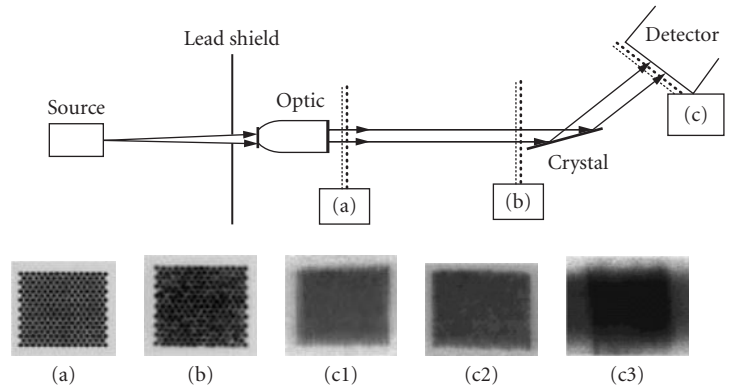 Lead shield
Detector
Source
Optic
(c)
Crystal
(a)
(b)
(a)
(b)
(c1)
(c2)
(c3)